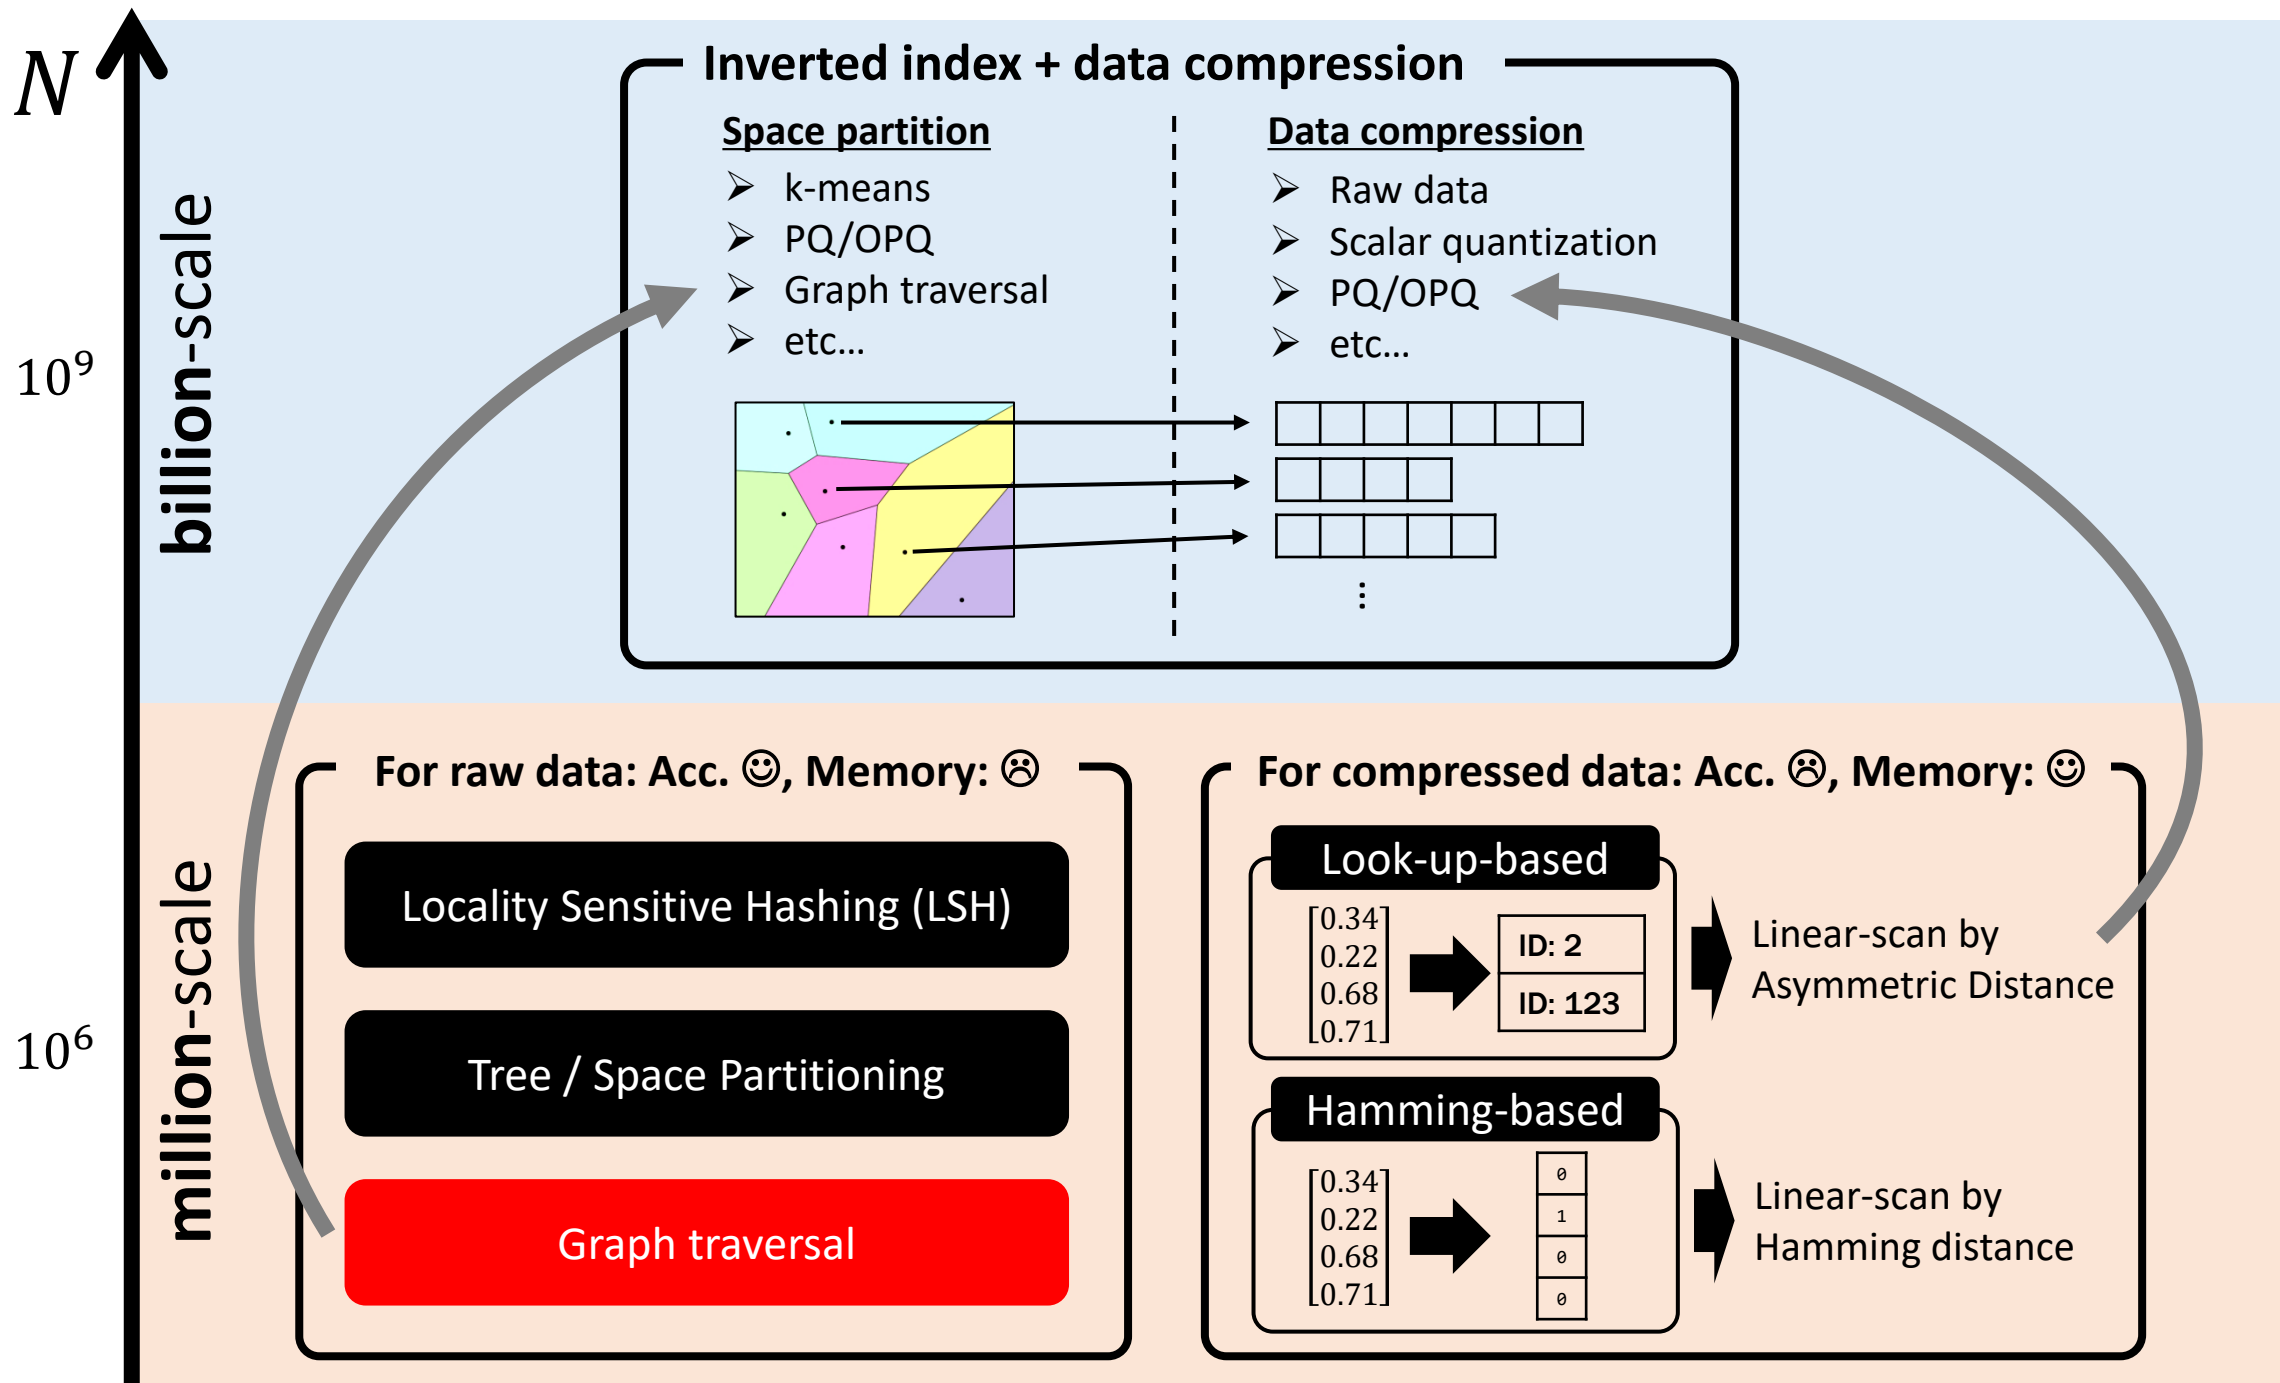 N
Inverted index + data compression
Space partition
➢ k-means
➢ PQ/OPQ
➢ Graph traversal
➢ etc...
Data compression
➢ Raw data
➢ Scalar quantization
➢ PQ/OPQ
➢ etc...
⋮
billion-scale
10⁹
For raw data: Acc. ☺, Memory: ☹
Locality Sensitive Hashing (LSH)
Tree / Space Partitioning
Graph traversal
For compressed data: Acc. ☹, Memory: ☺
Look-up-based
0.34
0.22
0.68
0.71
ID: 2
ID: 123
Linear-scan by
Asymmetric Distance
Hamming-based
0.34
0.22
0.68
0.71
0
1
0
0
Linear-scan by
Hamming distance
million-scale
10⁶